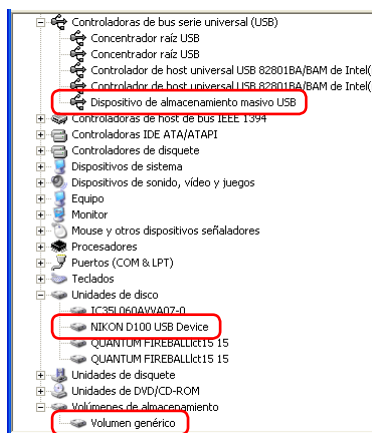 Controladoras de bus serie universal (USB)
Concentrador raíz USB
Concentrador raíz USB
Controlador de host universal USB 82801BA/BAM de Intel(
Controlador de host universal USB 82801BA/BAM de Intel(
Dispositivo de almacenamiento masivo USB
Controladoras de host de bus IEEE 1394
Controladoras IDE ATA/ATAPI
Controladores de disquete
Dispositivos de sistema
Dispositivos de sonido, vídeo y juegos
Equipo
Monitor
Mouse y otros dispositivos señaladores
Procesadores
Puertos (COM & LPT)
Teclados
Unidades de disco
IC35L060AVVA07-0
NIKON D100 USB Device
QUANTUM FIREBALLlct15 15
QUANTUM FIREBALLlct15 15
Unidades de disquete
Unidades de DVD/CD-ROM
Volúmenes de almacenamiento
Volumen genérico